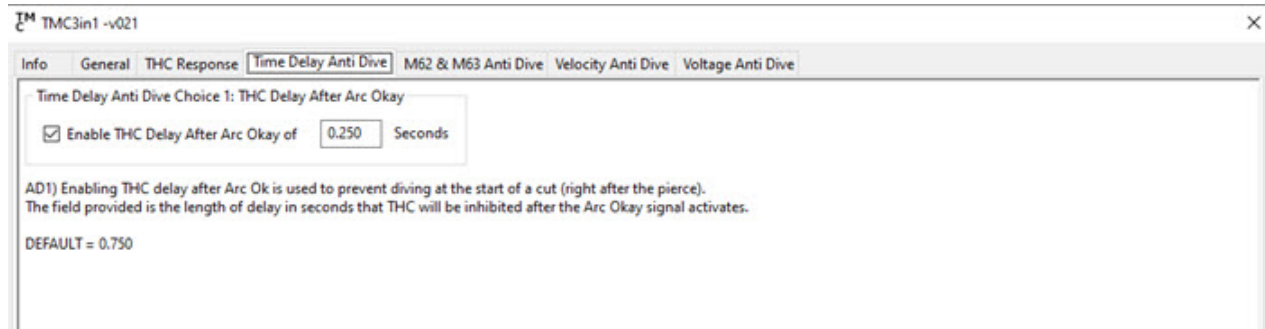 TMC TMC3in1 -v021
Info General THC Response Time Delay Anti Dive M62 & M63 Anti Dive Velocity Anti Dive Voltage Anti Dive
Time Delay Anti Dive Choice 1: THC Delay After Arc Okay
Enable THC Delay After Arc Okay of 0.250 Seconds
AD1) Enabling THC delay after Arc Ok is used to prevent diving at the start of a cut (right after the pierce).
The field provided is the length of delay in seconds that THC will be inhibited after the Arc Okay signal activates.
DEFAULT = 0.750